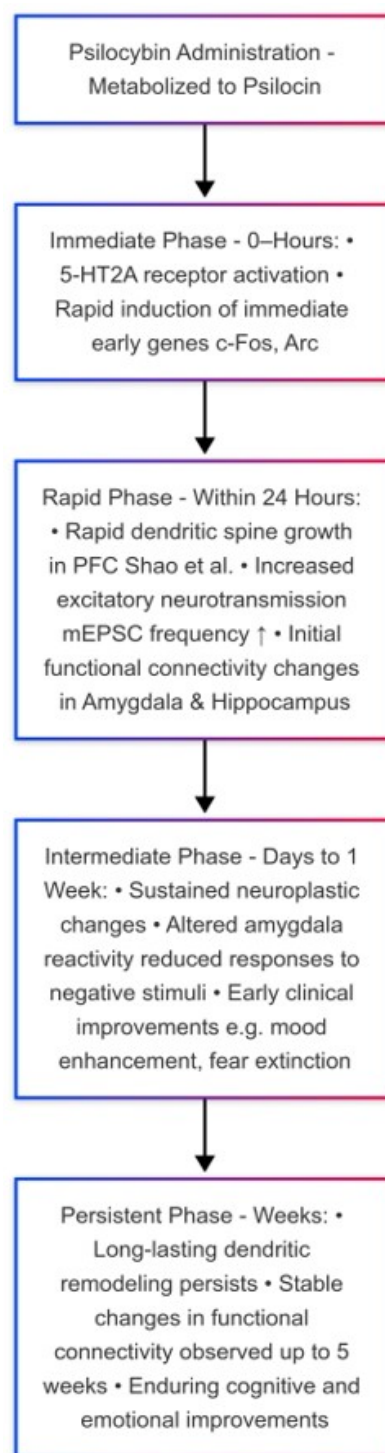 Psilocybin Administration -
Metabolized to Psilocin
Immediate Phase - 0–Hours: •
5-HT2A receptor activation •
Rapid induction of immediate
early genes c-Fos, Arc
Rapid Phase - Within 24 Hours:
• Rapid dendritic spine growth
in PFC Shao et al. • Increased
excitatory neurotransmission
mEPSC frequency ↑ • Initial
functional connectivity changes
in Amygdala & Hippocampus
Intermediate Phase - Days to 1
Week: • Sustained neuroplastic
changes • Altered amygdala
reactivity reduced responses to
negative stimuli • Early clinical
improvements e.g. mood
enhancement, fear extinction
Persistent Phase - Weeks: •
Long-lasting dendritic
remodeling persists • Stable
changes in functional
connectivity observed up to 5
weeks • Enduring cognitive and
emotional improvements